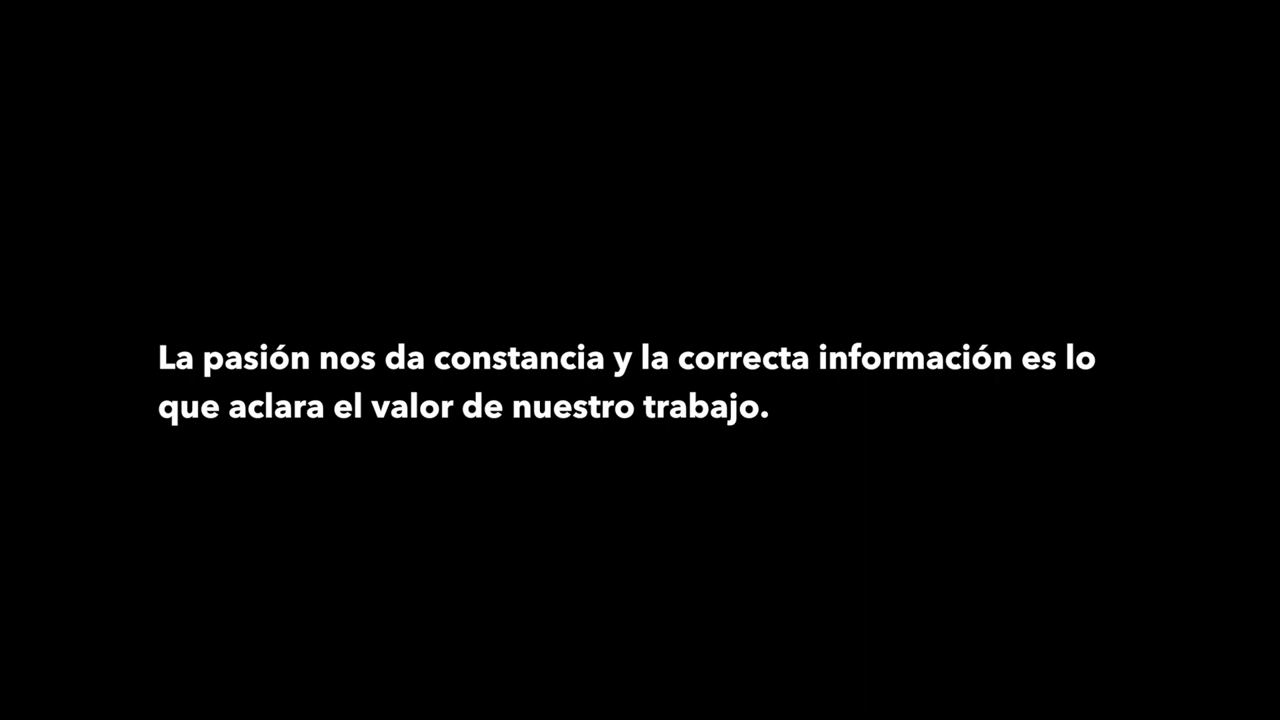 La pasión nos da constancia y la correcta información es lo
que aclara el valor de nuestro trabajo.